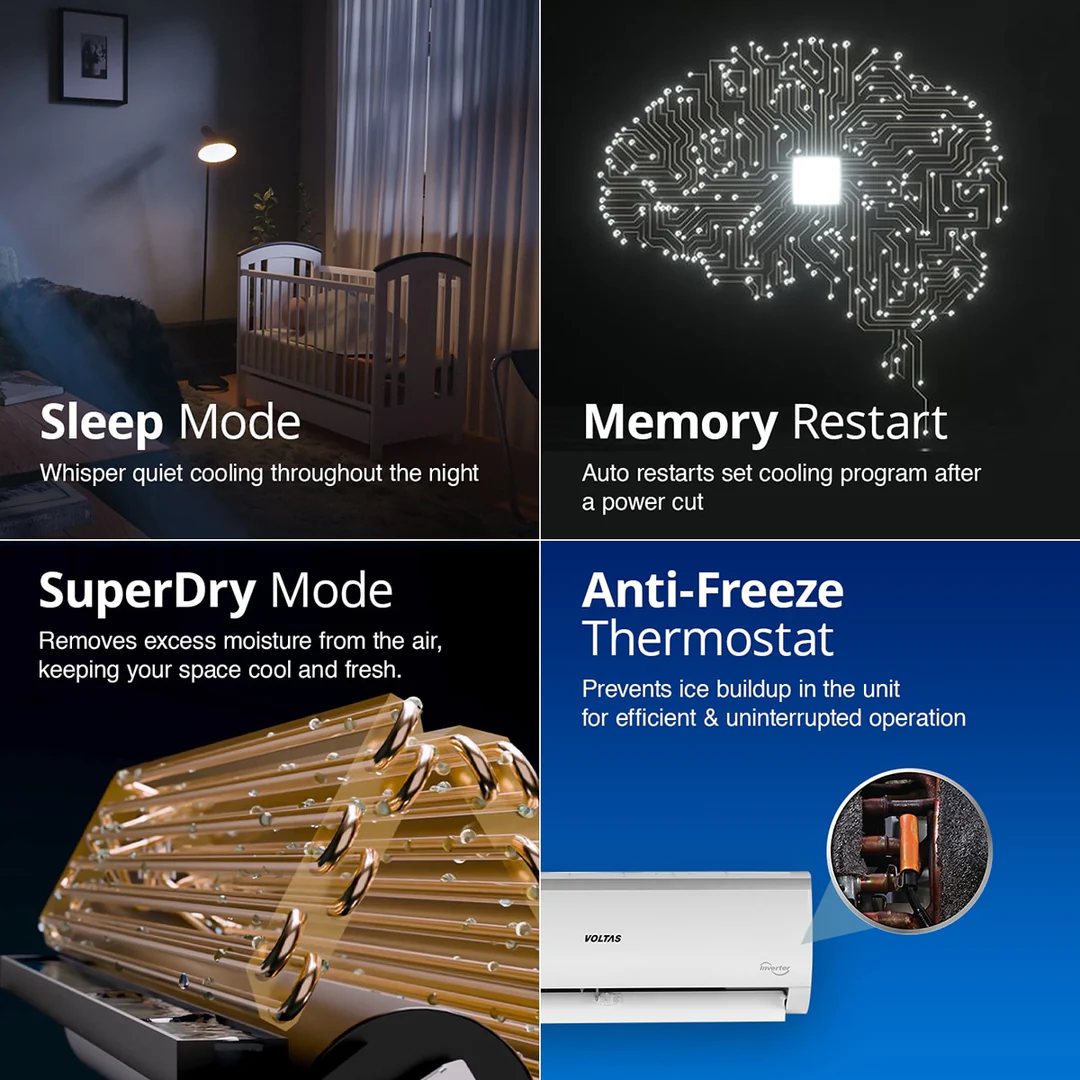 Sleep Mode
Whisper quiet cooling throughout the night
Memory Restart
Auto restarts set cooling program after
a power cut
SuperDry Mode
Removes excess moisture from the air,
keeping your space cool and fresh.
Anti-Freeze
Thermostat
Prevents ice buildup in the unit
for efficient & uninterrupted operation
VOLTAS
Inverter